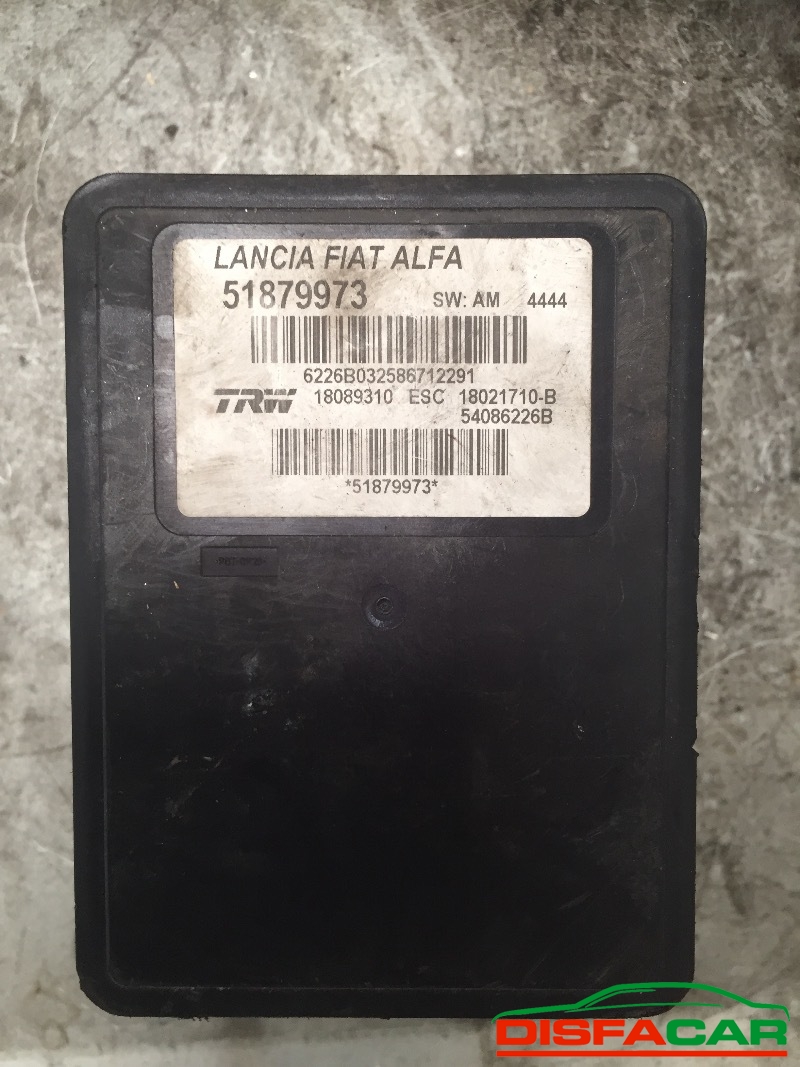 LANCIA FIAT ALFA
51879973 SW: AM 4444
6226B032586712291
TRW 18089310 ESC 18021710-B
54086226B
*51879973*
DISFACAR